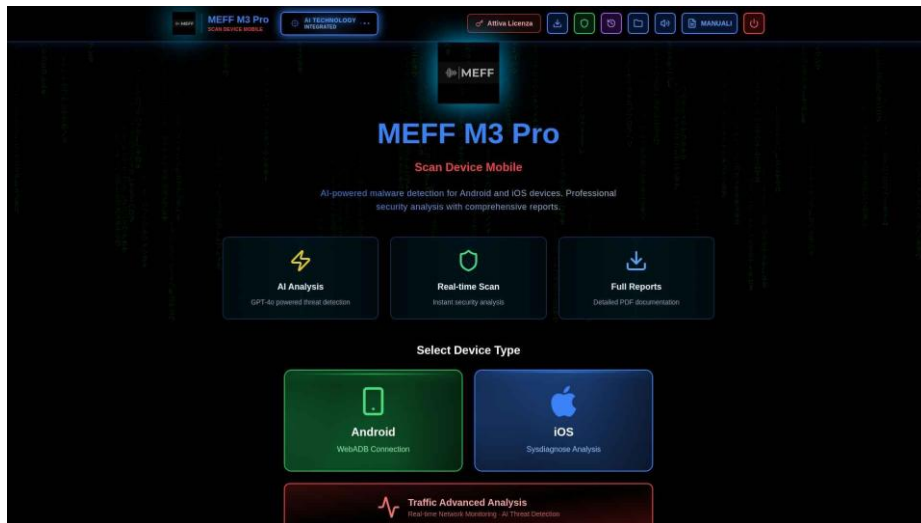 MEFF
MEFF M3 Pro
SCAN DEVICE MOBILE
AI TECHNOLOGY
INTEGRATED
Attiva Licenza
MANUALI
MEFF
MEFF M3 Pro
Scan Device Mobile
AI-powered malware detection for Android and iOS devices. Professional
security analysis with comprehensive reports.
AI Analysis
GPT-4o powered threat detection
Real-time Scan
Instant security analysis
Full Reports
Detailed PDF documentation
Select Device Type
Android
WebADB Connection
iOS
Sysdiagnose Analysis
Traffic Advanced Analysis
Real-time Network Monitoring · AI Threat Detection